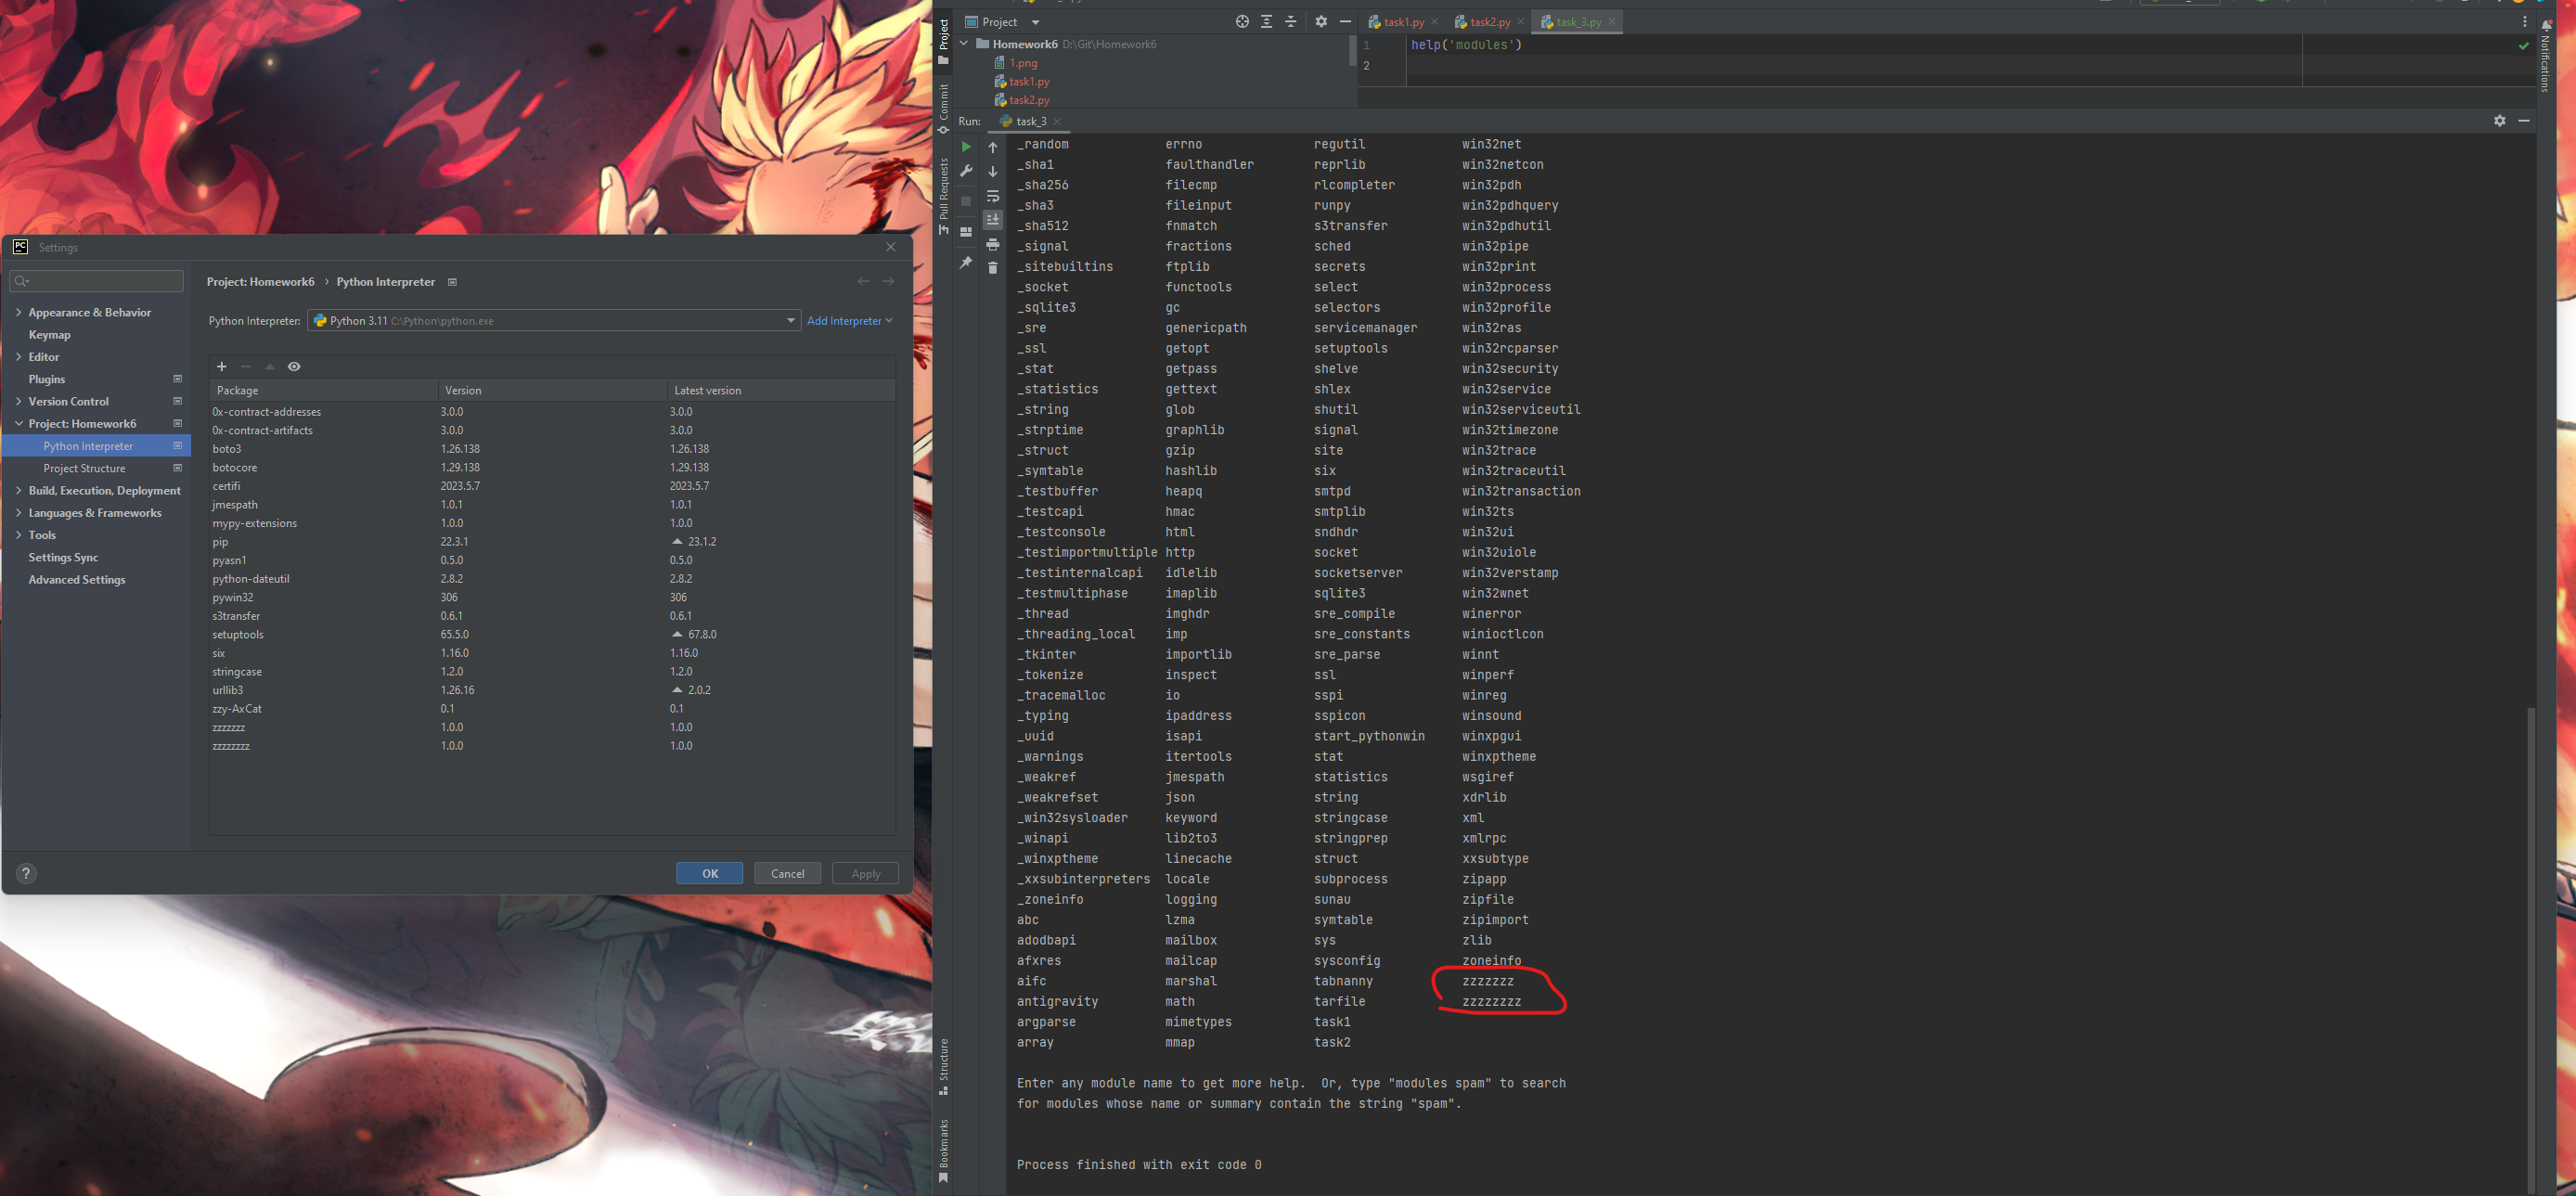 Settings
Project: Homework6 › Python Interpreter
Python Interpreter: Python 3.11 C:\Python\python.exe Add Interpreter
Appearance & Behavior
Keymap
Editor
Plugins
Version Control
Project: Homework6
Python Interpreter
Project Structure
Build, Execution, Deployment
Languages & Frameworks
Tools
Settings Sync
Advanced Settings
Package Version Latest version
0x-contract-addresses 3.0.0 3.0.0
0x-contract-artifacts 3.0.0 3.0.0
boto3 1.26.138 1.26.138
botocore 1.29.138 1.29.138
certifi 2023.5.7 2023.5.7
jmespath 1.0.1 1.0.1
mypy-extensions 1.0.0 1.0.0
pip 22.3.1 23.1.2
pyasn1 0.5.0 0.5.0
python-dateutil 2.8.2 2.8.2
pywin32 306 306
s3transfer 0.6.1 0.6.1
setuptools 65.5.0 67.8.0
six 1.16.0 1.16.0
stringcase 1.2.0 1.2.0
urllib3 1.26.16 2.0.2
zzy-AxCat 0.1 0.1
zzzzzzz 1.0.0 1.0.0
zzzzzzzz 1.0.0 1.0.0
? OK Cancel Apply
Project
Commit
Pull Requests
Structure
Bookmarks
Notifications
Project
Homework6 D:\Git\Homework6
1.png
task1.py
task2.py
task1.py task2.py task_3.py
1 help('modules')
2
Run: task_3
_random errno regutil win32net
_sha1 faulthandler reprlib win32netcon
_sha256 filecmp rlcompleter win32pdh
_sha3 fileinput runpy win32pdhquery
_sha512 fnmatch s3transfer win32pdhutil
_signal fractions sched win32pipe
_sitebuiltins ftplib secrets win32print
_socket functools select win32process
_sqlite3 gc selectors win32profile
_sre genericpath servicemanager win32ras
_ssl getopt setuptools win32rcparser
_stat getpass shelve win32security
_statistics gettext shlex win32service
_string glob shutil win32serviceutil
_strptime graphlib signal win32timezone
_struct gzip site win32trace
_symtable hashlib six win32traceutil
_testbuffer heapq smtpd win32transaction
_testcapi hmac smtplib win32ts
_testconsole html sndhdr win32ui
_testimportmultiple http socket win32uiole
_testinternalcapi idlelib socketserver win32verstamp
_testmultiphase imaplib sqlite3 win32wnet
_thread imghdr sre_compile winerror
_threading_local imp sre_constants winioctlcon
_tkinter importlib sre_parse winnt
_tokenize inspect ssl winperf
_tracemalloc io sspi winreg
_typing ipaddress sspicon winsound
_uuid isapi start_pythonwin winxpgui
_warnings itertools stat winxptheme
_weakref jmespath statistics wsgiref
_weakrefset json string xdrlib
_win32sysloader keyword stringcase xml
_winapi lib2to3 stringprep xmlrpc
_winxptheme linecache struct xxsubtype
_xxsubinterpreters locale subprocess zipapp
_zoneinfo logging sunau zipfile
abc lzma symtable zipimport
adodbapi mailbox sys zlib
afxres mailcap sysconfig zoneinfo
aifc marshal tabnanny zzzzzzz
antigravity math tarfile zzzzzzzz
argparse mimetypes task1
array mmap task2
Enter any module name to get more help.  Or, type "modules spam" to search
for modules whose name or summary contain the string "spam".
Process finished with exit code 0